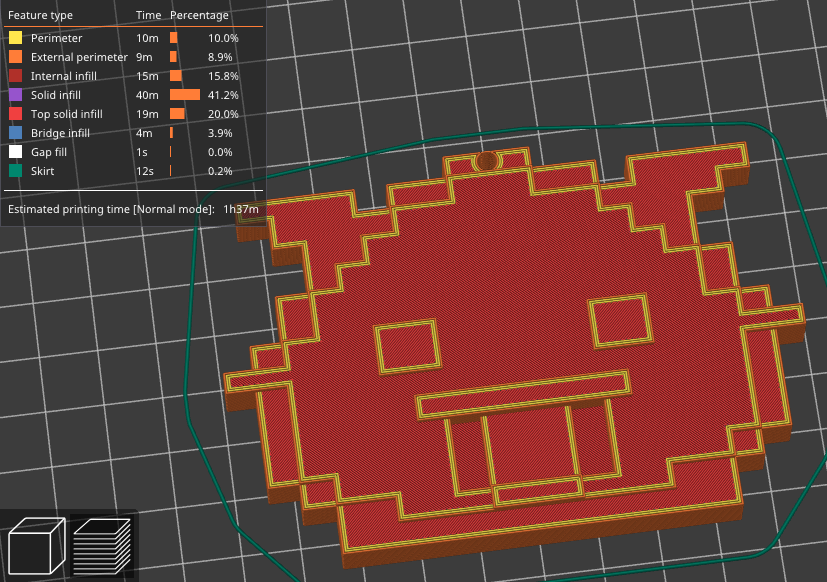 Feature type Time Percentage
Perimeter 10m 10.0%
External perimeter 9m 8.9%
Internal infill 15m 15.8%
Solid infill 40m 41.2%
Top solid infill 19m 20.0%
Bridge infill 4m 3.9%
Gap fill 1s 0.0%
Skirt 12s 0.2%
Estimated printing time [Normal mode]: 1h37m